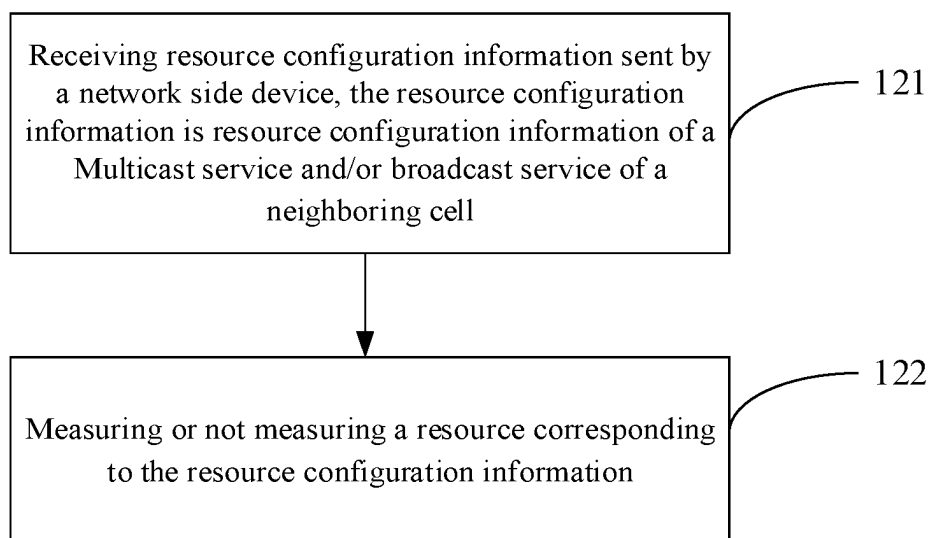 Receiving resource configuration information sent by
a network side device, the resource configuration
information is resource configuration information of a
Multicast service and/or broadcast service of a
neighboring cell
121
Measuring or not measuring a resource corresponding
to the resource configuration information
122